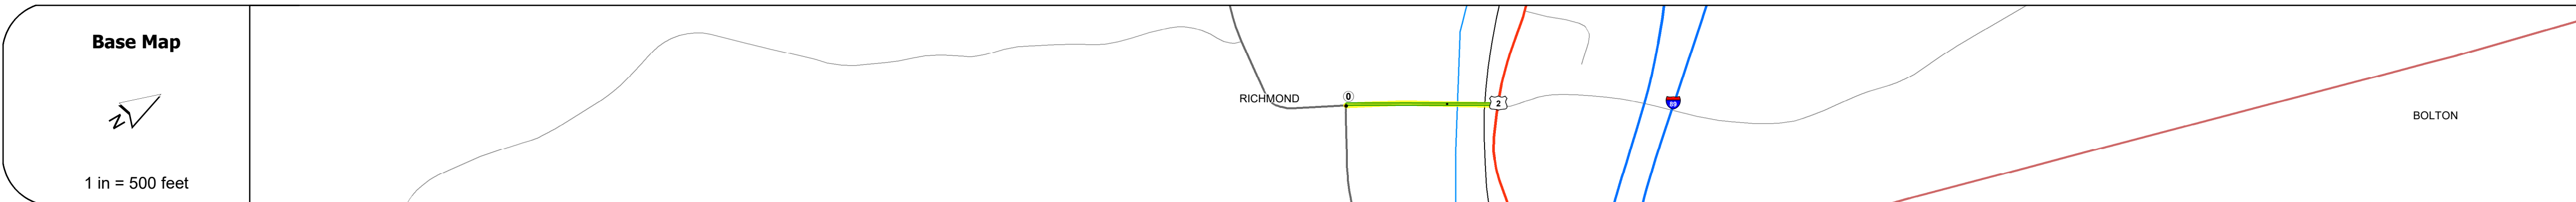 Base Map
N
1 in = 500 feet
RICHMOND
0
2
89
BOLTON